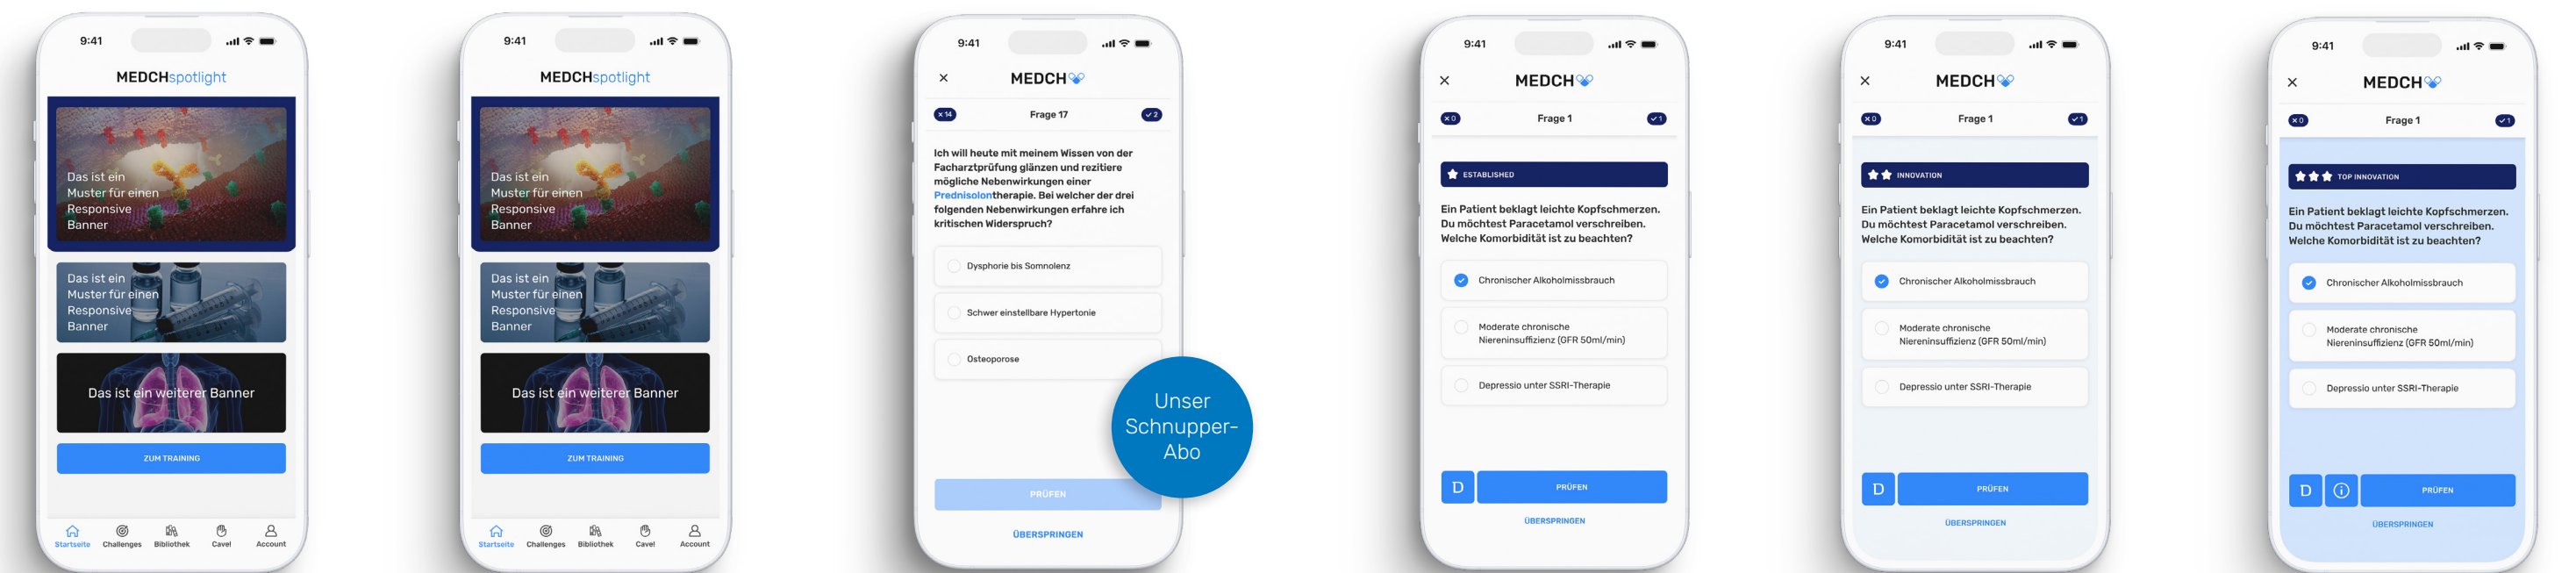 9:41
MEDCHspotlight
Das ist ein
Muster für einen
Responsive
Banner
Das ist ein
Muster für einen
Responsive
Banner
Das ist ein weiterer Banner
ZUM TRAINING
Startseite Challenges Bibliothek Cave! Account
9:41
MEDCHspotlight
Das ist ein
Muster für einen
Responsive
Banner
Das ist ein
Muster für einen
Responsive
Banner
Das ist ein weiterer Banner
ZUM TRAINING
Startseite Challenges Bibliothek Cave! Account
9:41
× MEDCH
× 14 Frage 17 ✓ 2
Ich will heute mit meinem Wissen von der
Facharztprüfung glänzen und rezitiere
mögliche Nebenwirkungen einer
Prednisolontherapie. Bei welcher der drei
folgenden Nebenwirkungen erfahre ich
kritischen Widerspruch?
Dysphorie bis Somnolenz
Schwer einstellbare Hypertonie
Osteoporose
Unser
Schnupper-
Abo
PRÜFEN
ÜBERSPRINGEN
9:41
× MEDCH
× 0 Frage 1 ✓ 1
ESTABLISHED
Ein Patient beklagt leichte Kopfschmerzen.
Du möchtest Paracetamol verschreiben.
Welche Komorbidität ist zu beachten?
Chronischer Alkoholmissbrauch
Moderate chronische
Niereninsuffizienz (GFR 50ml/min)
Depressio unter SSRI-Therapie
D PRÜFEN
ÜBERSPRINGEN
9:41
× MEDCH
× 0 Frage 1 ✓ 1
INNOVATION
Ein Patient beklagt leichte Kopfschmerzen.
Du möchtest Paracetamol verschreiben.
Welche Komorbidität ist zu beachten?
Chronischer Alkoholmissbrauch
Moderate chronische
Niereninsuffizienz (GFR 50ml/min)
Depressio unter SSRI-Therapie
D PRÜFEN
ÜBERSPRINGEN
9:41
× MEDCH
× 0 Frage 1 ✓ 1
TOP INNOVATION
Ein Patient beklagt leichte Kopfschmerzen.
Du möchtest Paracetamol verschreiben.
Welche Komorbidität ist zu beachten?
Chronischer Alkoholmissbrauch
Moderate chronische
Niereninsuffizienz (GFR 50ml/min)
Depressio unter SSRI-Therapie
D i PRÜFEN
ÜBERSPRINGEN